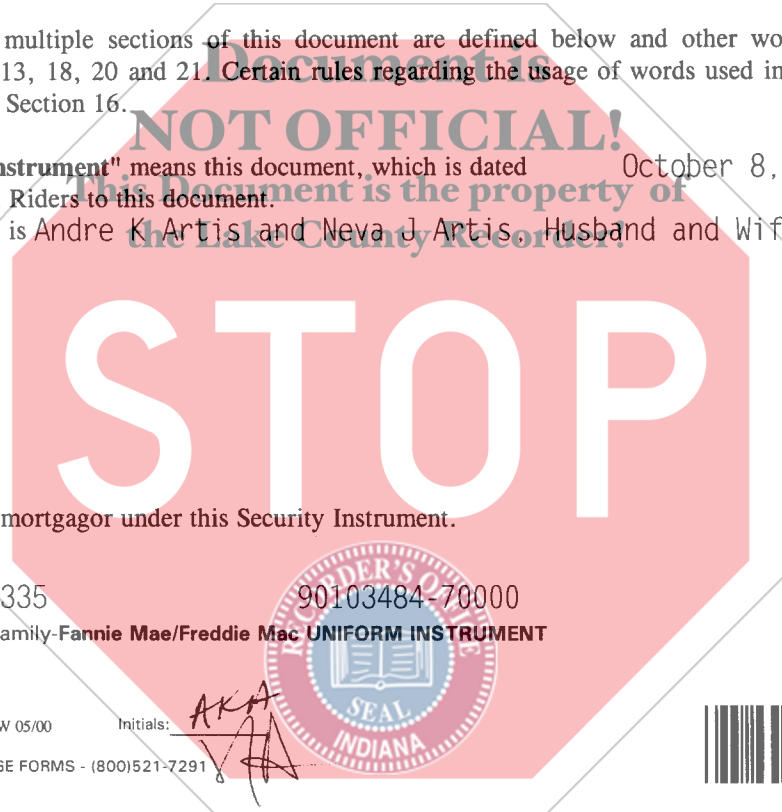 multiple sections of this document are defined below and other wo
Document is
13, 18, 20 and 21. Certain rules regarding the usage of words used in
Section 16.
NOT OFFICIAL!
nstrument" means this document, which is dated October 8,
This Document is the property of
Riders to this document.
is Andre K Artis and Neva J Artis, Husband and Wif
the Lake County Recorder!
STOP
mortgagor under this Security Instrument.
RECORDER'S OFFICE
335 90103484-70000
amily-Fannie Mae/Freddie Mac UNIFORM INSTRUMENT
SEAL
INDIANA
W 05/00 Initials: AKA
SE FORMS - (800)521-7291